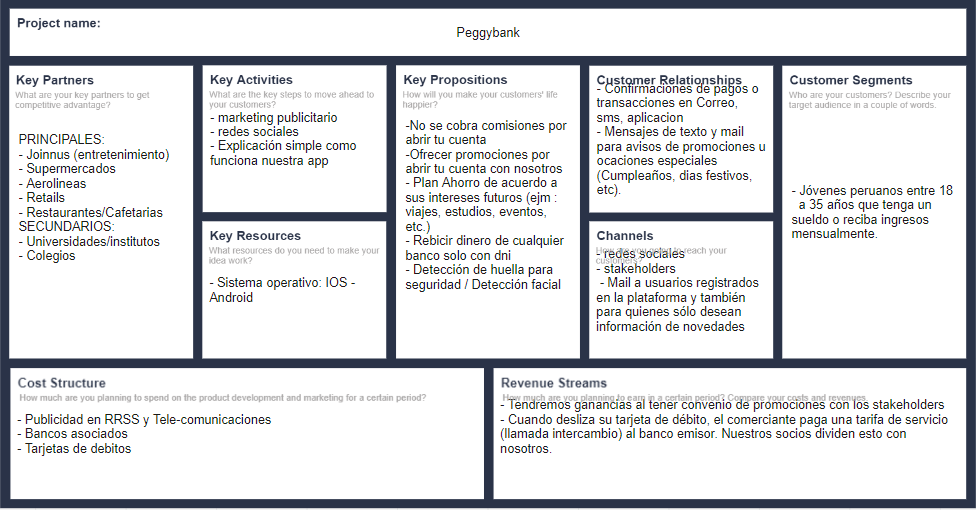 Project name:
Peggybank
Key Partners
What are your key partners to get
competitive advantage?
PRINCIPALES:
- Joinnus (entretenimiento)
- Supermercados
- Aerolineas
- Retails
- Restaurantes/Cafetarias
SECUNDARIOS:
- Universidades/institutos
- Colegios
Key Activities
What are the key steps to move ahead to
your customers?
- marketing publicitario
- redes sociales
- Explicación simple como
funciona nuestra app
Key Resources
What resources do you need to make your
idea work?
- Sistema operativo: IOS -
Android
Key Propositions
How will you make your customers' life
happier?
-No se cobra comisiones por
abrir tu cuenta
-Ofrecer promociones por
abrir tu cuenta con nosotros
- Plan Ahorro de acuerdo a
sus intereses futuros (ejm :
viajes, estudios, eventos,
etc.)
- Rebicir dinero de cualquier
banco solo con dni
- Detección de huella para
seguridad / Detección facial
Customer Relationships
- Confirmaciones de pagos o
transacciones en Correo,
sms, aplicacion
- Mensajes de texto y mail
para avisos de promociones u
ocaciones especiales
(Cumpleaños, dias festivos,
etc).
Channels
How are you going to reach your
customers?
- redes sociales
- stakeholders
- Mail a usuarios registrados
en la plataforma y también
para quienes sólo desean
información de novedades
Customer Segments
Who are your customers? Describe your
target audience in a couple of words.
- Jóvenes peruanos entre 18
a 35 años que tenga un
sueldo o reciba ingresos
mensualmente.
Cost Structure
How much are you planning to spend on the product development and marketing for a certain period?
- Publicidad en RRSS y Tele-comunicaciones
- Bancos asociados
- Tarjetas de debitos
Revenue Streams
How much are you planning to earn in a certain period? Compare your costs and revenues
- Tendremos ganancias al tener convenio de promociones con los stakeholders
- Cuando desliza su tarjeta de débito, el comerciante paga una tarifa de servicio
(llamada intercambio) al banco emisor. Nuestros socios dividen esto con
nosotros.